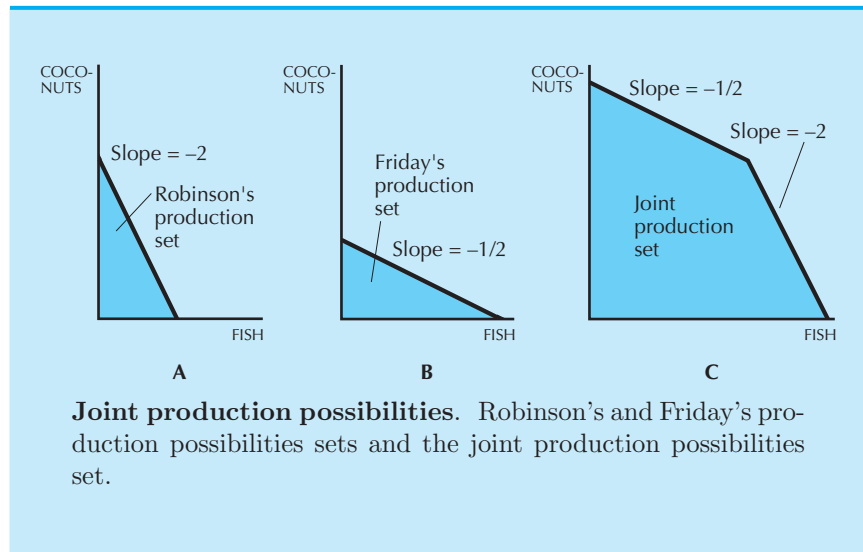 COCO-
NUTS
Slope = –2
Robinson's
production
set
FISH
A
COCO-
NUTS
Friday's
production
set
Slope = –1/2
FISH
B
COCO-
NUTS
Slope = –1/2
Slope = –2
Joint
production
set
FISH
C
Joint production possibilities. Robinson’s and Friday’s pro-
duction possibilities sets and the joint production possibilities
set.